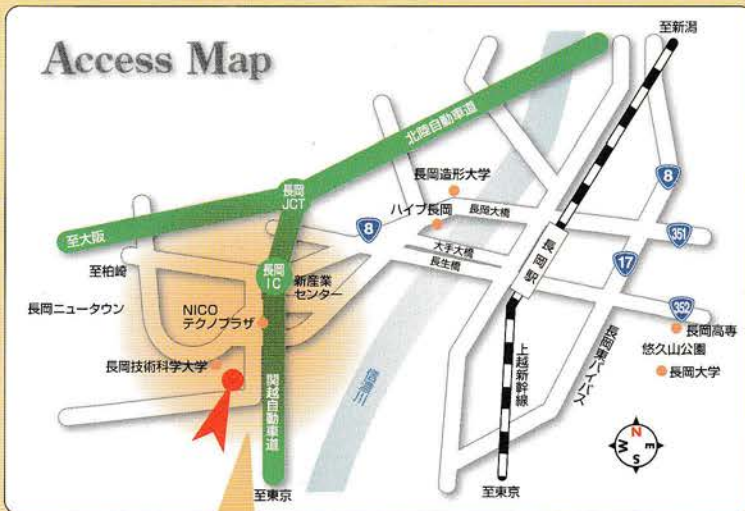 Access Map
至新潟
北陸自動車道
長岡
JCT
長岡造形大学
ハイブ長岡
長岡大橋
8
8
351
至大阪
大手大橋
長生橋
長岡駅
17
至柏崎
長岡
IC
新産業
センター
長岡ニュータウン
NICO
テクノプラザ
352
長岡高専
悠久山公園
長岡大学
長岡技術科学大学
関越自動車道
信濃川
上越新幹線
長岡東バイパス
N
W
E
S
至東京
至東京